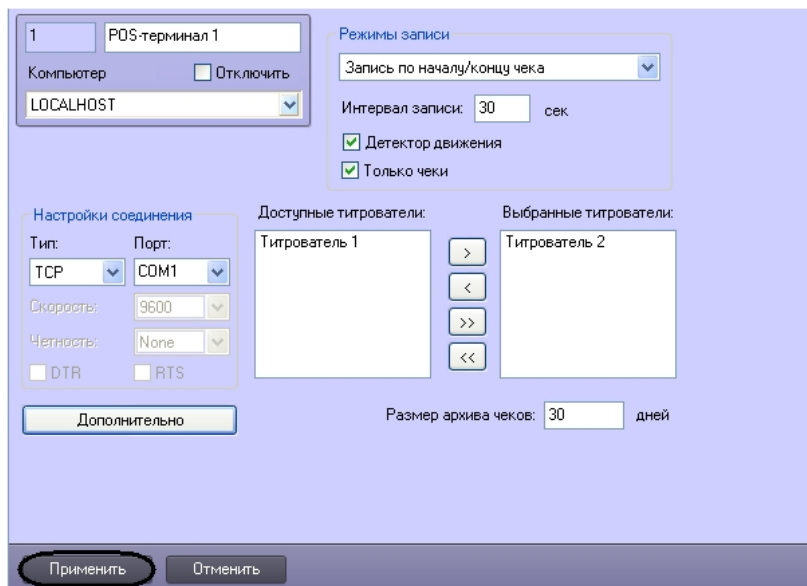 1
POS-терминал 1
Компьютер
Отключить
LOCALHOST
Режимы записи
Запись по началу/концу чека
Интервал записи: 30 сек
Детектор движения
Только чеки
Настройки соединения
Тип: Порт:
TCP COM1
Скорость: 9600
Четность: None
DTR RTS
Дополнительно
Доступные титрователи:
Титрователь 1
>
<
>>
<<
Выбранные титрователи:
Титрователь 2
Размер архива чеков: 30 дней
Применить Отменить